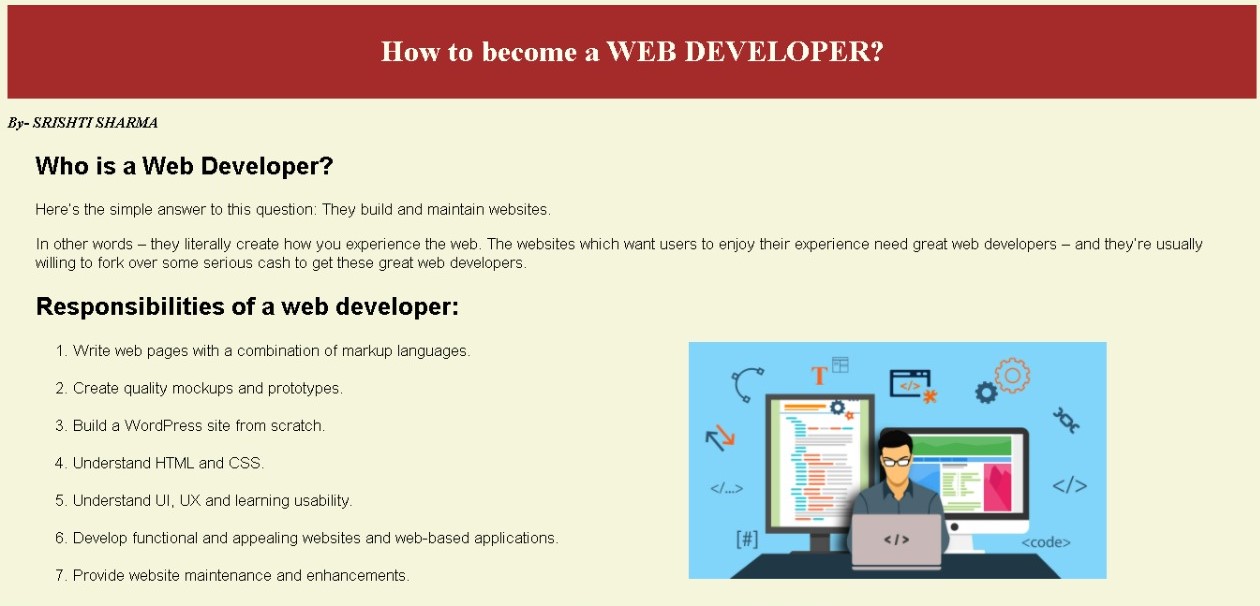 How to become a WEB DEVELOPER?
By- SRISHTI SHARMA
Who is a Web Developer?
Here's the simple answer to this question: They build and maintain websites.
In other words – they literally create how you experience the web. The websites which want users to enjoy their experience need great web developers – and they're usually
willing to fork over some serious cash to get these great web developers.
Responsibilities of a web developer:
1. Write web pages with a combination of markup languages.
2. Create quality mockups and prototypes.
3. Build a WordPress site from scratch.
4. Understand HTML and CSS.
5. Understand UI, UX and learning usability.
6. Develop functional and appealing websites and web-based applications.
7. Provide website maintenance and enhancements.
T
</>
</...>
</>
[#]
</>
<code>